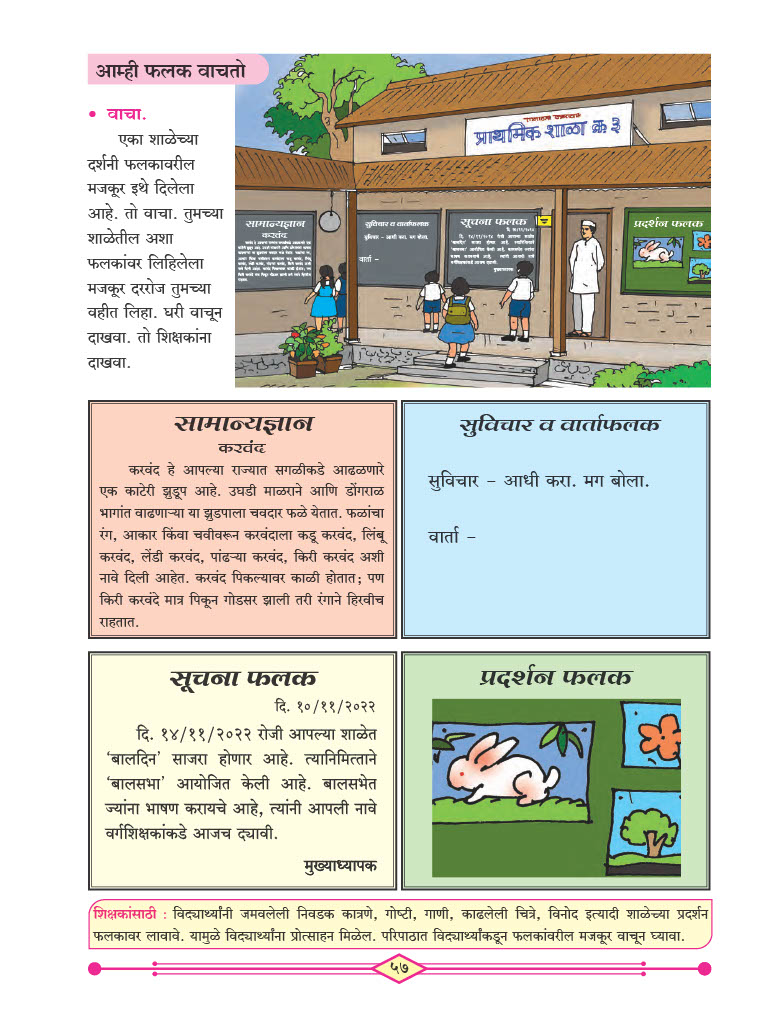 आम्ही फलक वाचतो
• वाचा.
एका शाळेच्या
दर्शनी फलकावरील
मजकूर इथे दिलेला
आहे. तो वाचा. तुमच्या
शाळेतील अशा
फलकांवर लिहिलेला
मजकूर दररोज तुमच्या
वहीत लिहा. घरी वाचून
दाखवा. तो शिक्षकांना
दाखवा.
प्राथमिक शाळा क्र ३
सामान्यज्ञान
करवंद
सुविचार व वार्ताफलक
सुविचार – आधी करा. मग बोला.
वार्ता –
सूचना फलक
प्रदर्शन फलक
सामान्यज्ञान
करवंद
करवंद हे आपल्या राज्यात सगळीकडे आढळणारे
एक काटेरी झुडूप आहे. उघडी माळराने आणि डोंगराळ
भागांत वाढणाऱ्या या झुडपाला चवदार फळे येतात. फळांचा
रंग, आकार किंवा चवीवरून करवंदाला कडू करवंद, लिंबू
करवंद, लेंडी करवंद, पांढऱ्या करवंद, किरी करवंद अशी
नावे दिली आहेत. करवंद पिकल्यावर काळी होतात; पण
किरी करवंदे मात्र पिकून गोडसर झाली तरी रंगाने हिरवीच
राहतात.
सुविचार व वार्ताफलक
सुविचार – आधी करा. मग बोला.
वार्ता –
सूचना फलक
दि. १०/११/२०२२
दि. १४/११/२०२२ रोजी आपल्या शाळेत
‘बालदिन’ साजरा होणार आहे. त्यानिमित्ताने
‘बालसभा’ आयोजित केली आहे. बालसभेत
ज्यांना भाषण करायचे आहे, त्यांनी आपली नावे
वर्गशिक्षकांकडे आजच द्यावी.
मुख्याध्यापक
प्रदर्शन फलक
शिक्षकांसाठी : विद्यार्थ्यांनी जमवलेली निवडक कात्रणे, गोष्टी, गाणी, काढलेली चित्रे, विनोद इत्यादी शाळेच्या प्रदर्शन
फलकावर लावावे. यामुळे विद्यार्थ्यांना प्रोत्साहन मिळेल. परिपाठात विद्यार्थ्यांकडून फलकांवरील मजकूर वाचून घ्यावा.
५७